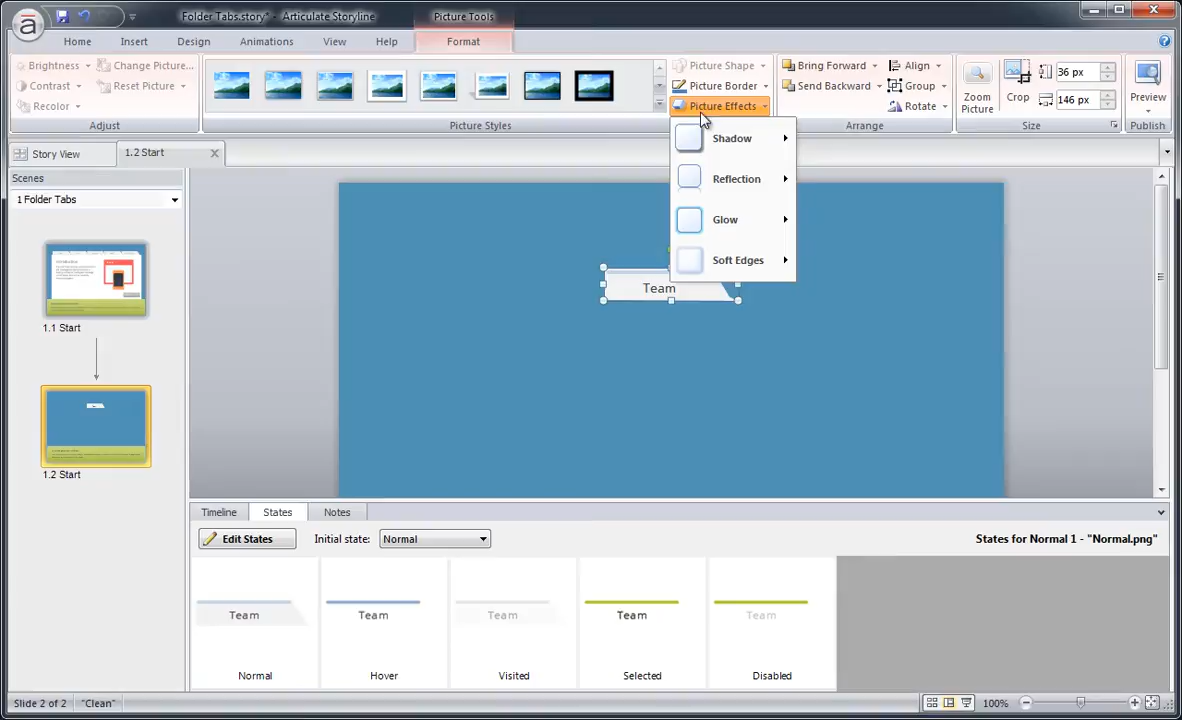 Folder Tabs.story* - Articulate Storyline
Picture Tools
Home Insert Design Animations View Help Format
Brightness Change Picture... Picture Shape Bring Forward Align 36 px
Contrast Reset Picture Picture Border Send Backward Group
Recolor Picture Effects Rotate Zoom Picture Crop 146 px Preview
Adjust Picture Styles Arrange Size Publish
Story View 1.2 Start
Shadow
Reflection
Glow
Soft Edges
Scenes
1 Folder Tabs
1.1 Start
1.2 Start
Team
Timeline States Notes
Edit States Initial state: Normal States for Normal 1 - "Normal.png"
Team Team Team Team Team
Normal Hover Visited Selected Disabled
Slide 2 of 2 "Clean" 100%